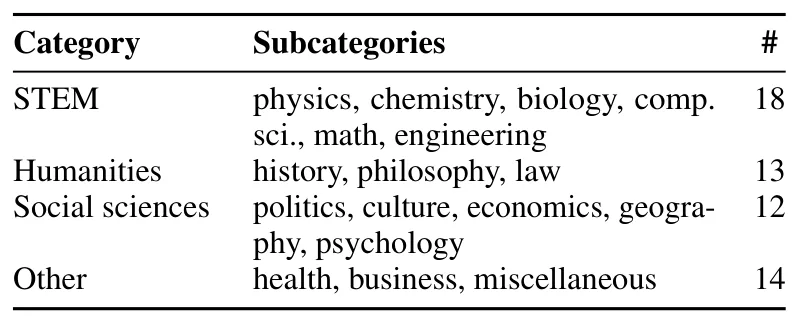 Category Subcategories #
STEM physics, chemistry, biology, comp. 18
sci., math, engineering
Humanities history, philosophy, law 13
Social sciences politics, culture, economics, geogra- 12
phy, psychology
Other health, business, miscellaneous 14